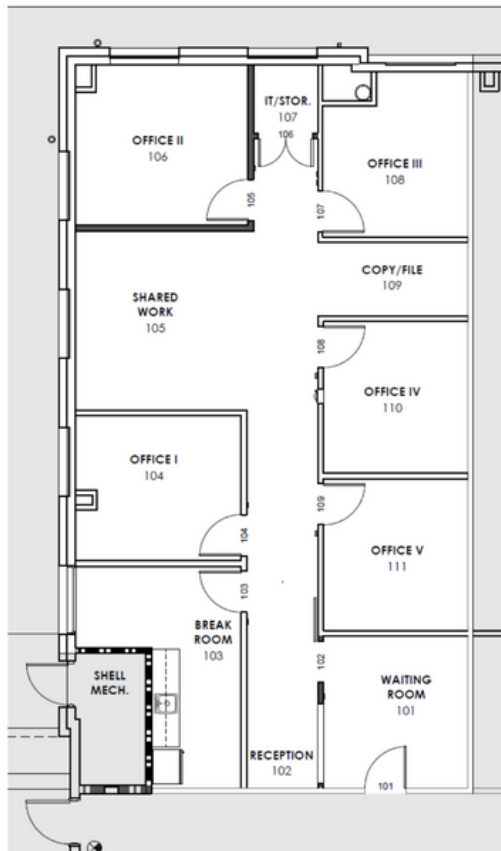 IT/STOR.
107
106
OFFICE II
106
OFFICE III
108
105
107
COPY/FILE
109
SHARED
WORK
105
108
OFFICE IV
110
OFFICE I
104
109
104
OFFICE V
111
103
BREAK
ROOM
103
102
SHELL
MECH.
WAITING
ROOM
101
RECEPTION
102
101